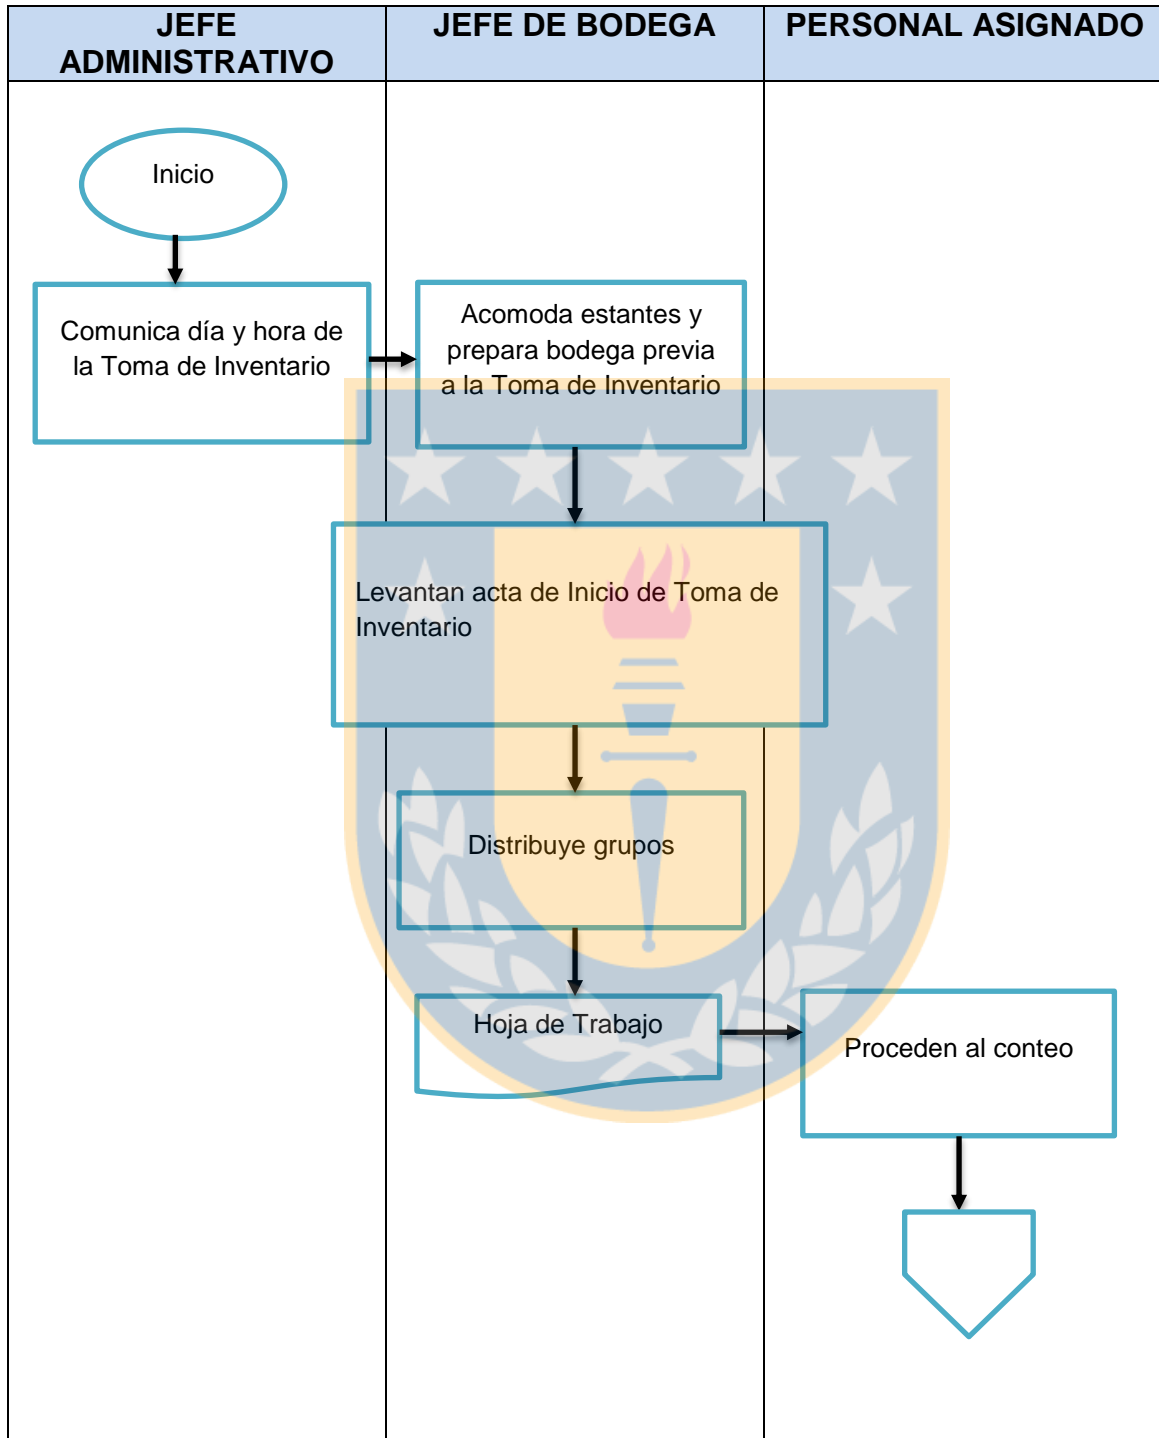 JEFE
ADMINISTRATIVO
JEFE DE BODEGA
PERSONAL ASIGNADO
Inicio
Comunica día y hora de
la Toma de Inventario
Acomoda estantes y
prepara bodega previa
a la Toma de Inventario
Levantan acta de Inicio de Toma de
Inventario
Distribuye grupos
Hoja de Trabajo
Proceden al conteo